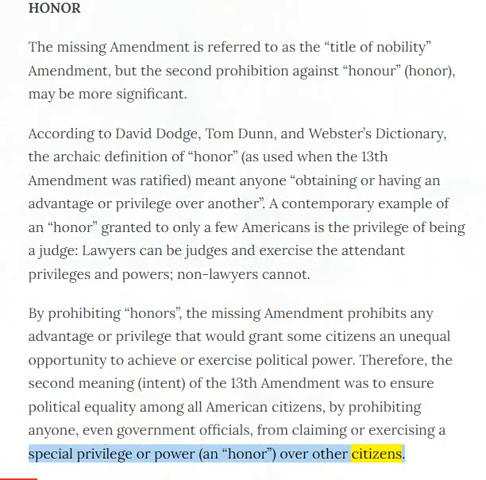 HONOR
The missing Amendment is referred to as the “title of nobility”
Amendment, but the second prohibition against “honour” (honor),
may be more significant.
According to David Dodge, Tom Dunn, and Webster’s Dictionary,
the archaic definition of “honor” (as used when the 13th
Amendment was ratified) meant anyone “obtaining or having an
advantage or privilege over another”. A contemporary example of
an “honor” granted to only a few Americans is the privilege of being
a judge: Lawyers can be judges and exercise the attendant
privileges and powers; non-lawyers cannot.
By prohibiting “honors”, the missing Amendment prohibits any
advantage or privilege that would grant some citizens an unequal
opportunity to achieve or exercise political power. Therefore, the
second meaning (intent) of the 13th Amendment was to ensure
political equality among all American citizens, by prohibiting
anyone, even government officials, from claiming or exercising a
special privilege or power (an “honor”) over other citizens.